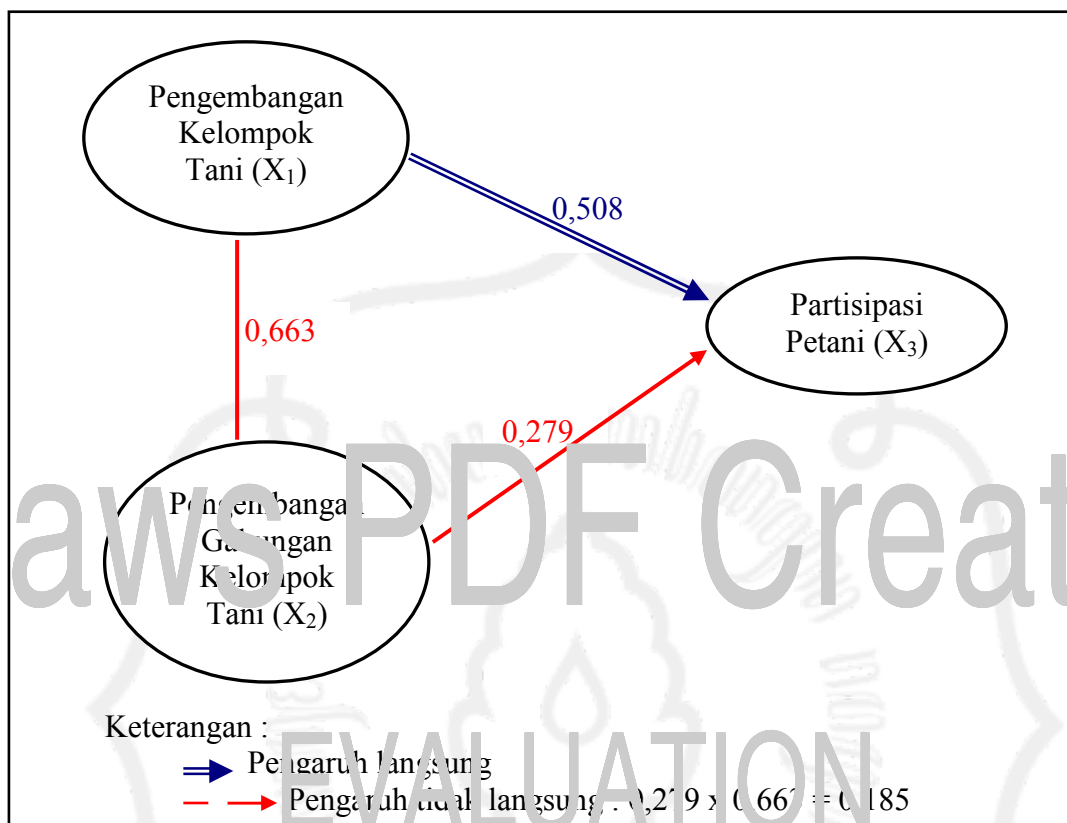 Pengembangan
Kelompok
Tani (X₁)
0,508
Partisipasi
Petani (X₃)
0,663
0,279
Pengembangan
Gabungan
Kelompok
Tani (X₂)
aws PDF Creat
Keterangan :
EVALUATION
Pengaruh langsung
Pengaruh tidak langsung : 0,279 x 0,663 = 0,185